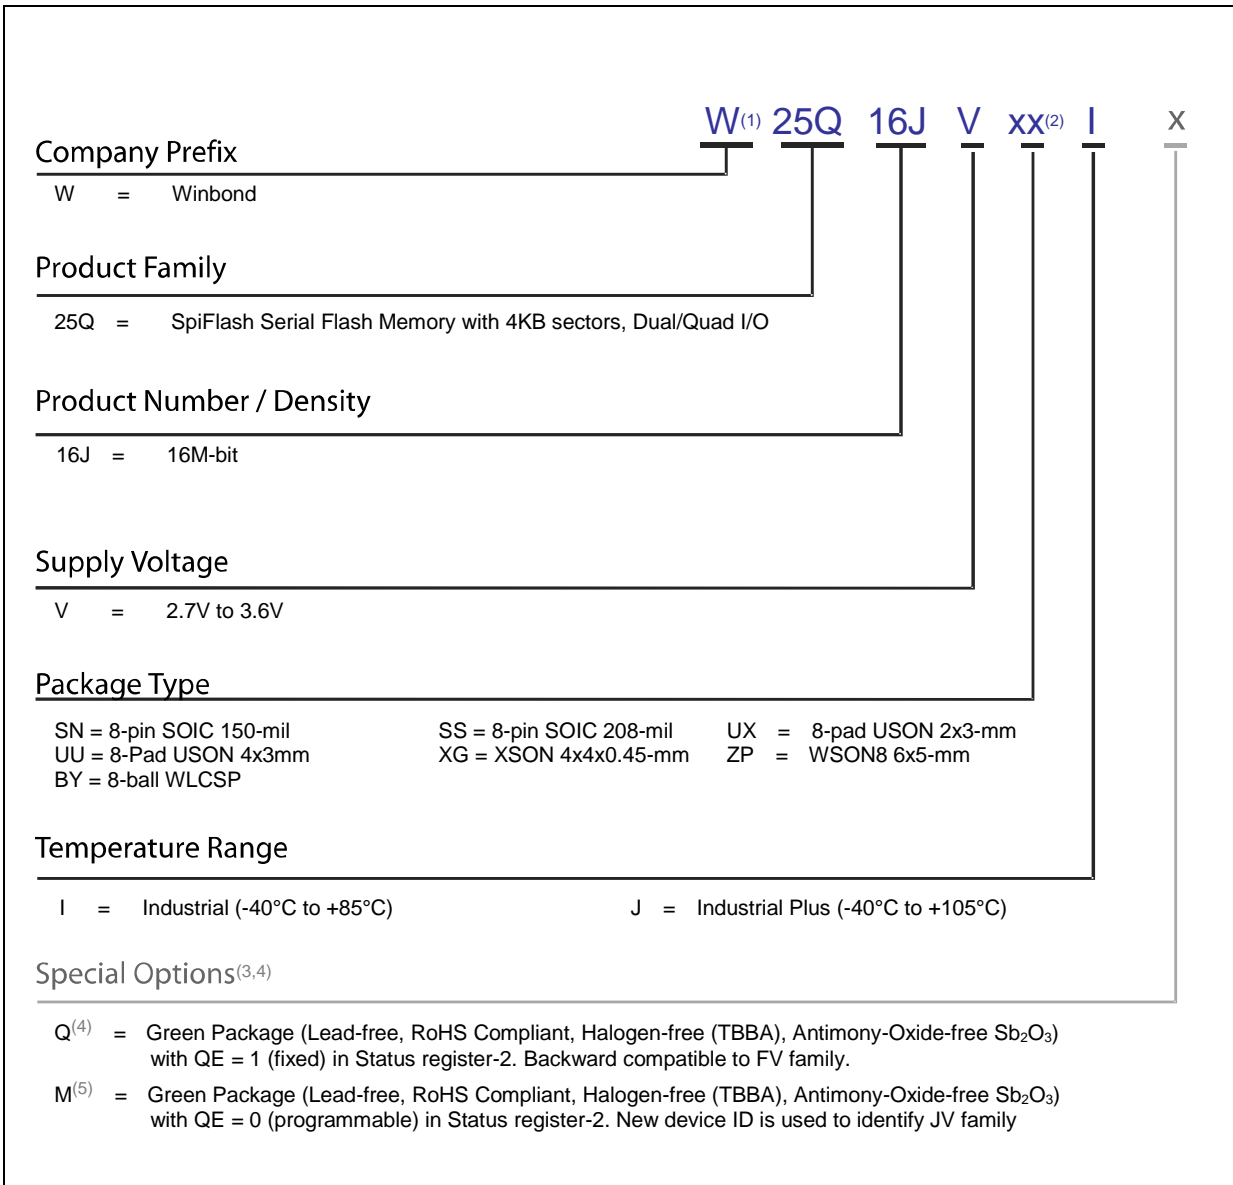 W(1) 25Q 16J V xx(2) I x
Company Prefix
W = Winbond
Product Family
25Q = SpiFlash Serial Flash Memory with 4KB sectors, Dual/Quad I/O
Product Number / Density
16J = 16M-bit
Supply Voltage
V = 2.7V to 3.6V
Package Type
SN = 8-pin SOIC 150-mil SS = 8-pin SOIC 208-mil UX = 8-pad USON 2x3-mm
UU = 8-Pad USON 4x3mm XG = XSON 4x4x0.45-mm ZP = WSON8 6x5-mm
BY = 8-ball WLCSP
Temperature Range
I = Industrial (-40°C to +85°C) J = Industrial Plus (-40°C to +105°C)
Special Options(3,4)
Q(4) = Green Package (Lead-free, RoHS Compliant, Halogen-free (TBBA), Antimony-Oxide-free Sb₂O₃)
with QE = 1 (fixed) in Status register-2. Backward compatible to FV family.
M(5) = Green Package (Lead-free, RoHS Compliant, Halogen-free (TBBA), Antimony-Oxide-free Sb₂O₃)
with QE = 0 (programmable) in Status register-2. New device ID is used to identify JV family